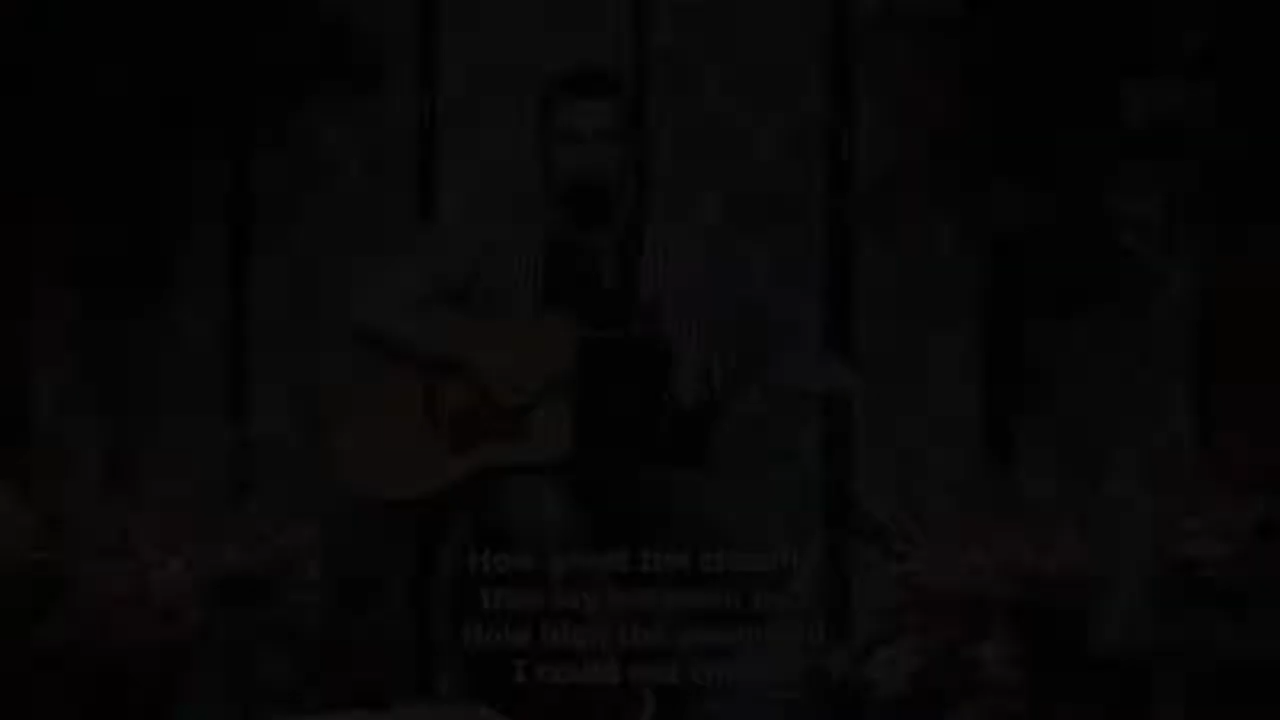 How great the chasm
That lay between us
How high the mountain
I could not climb